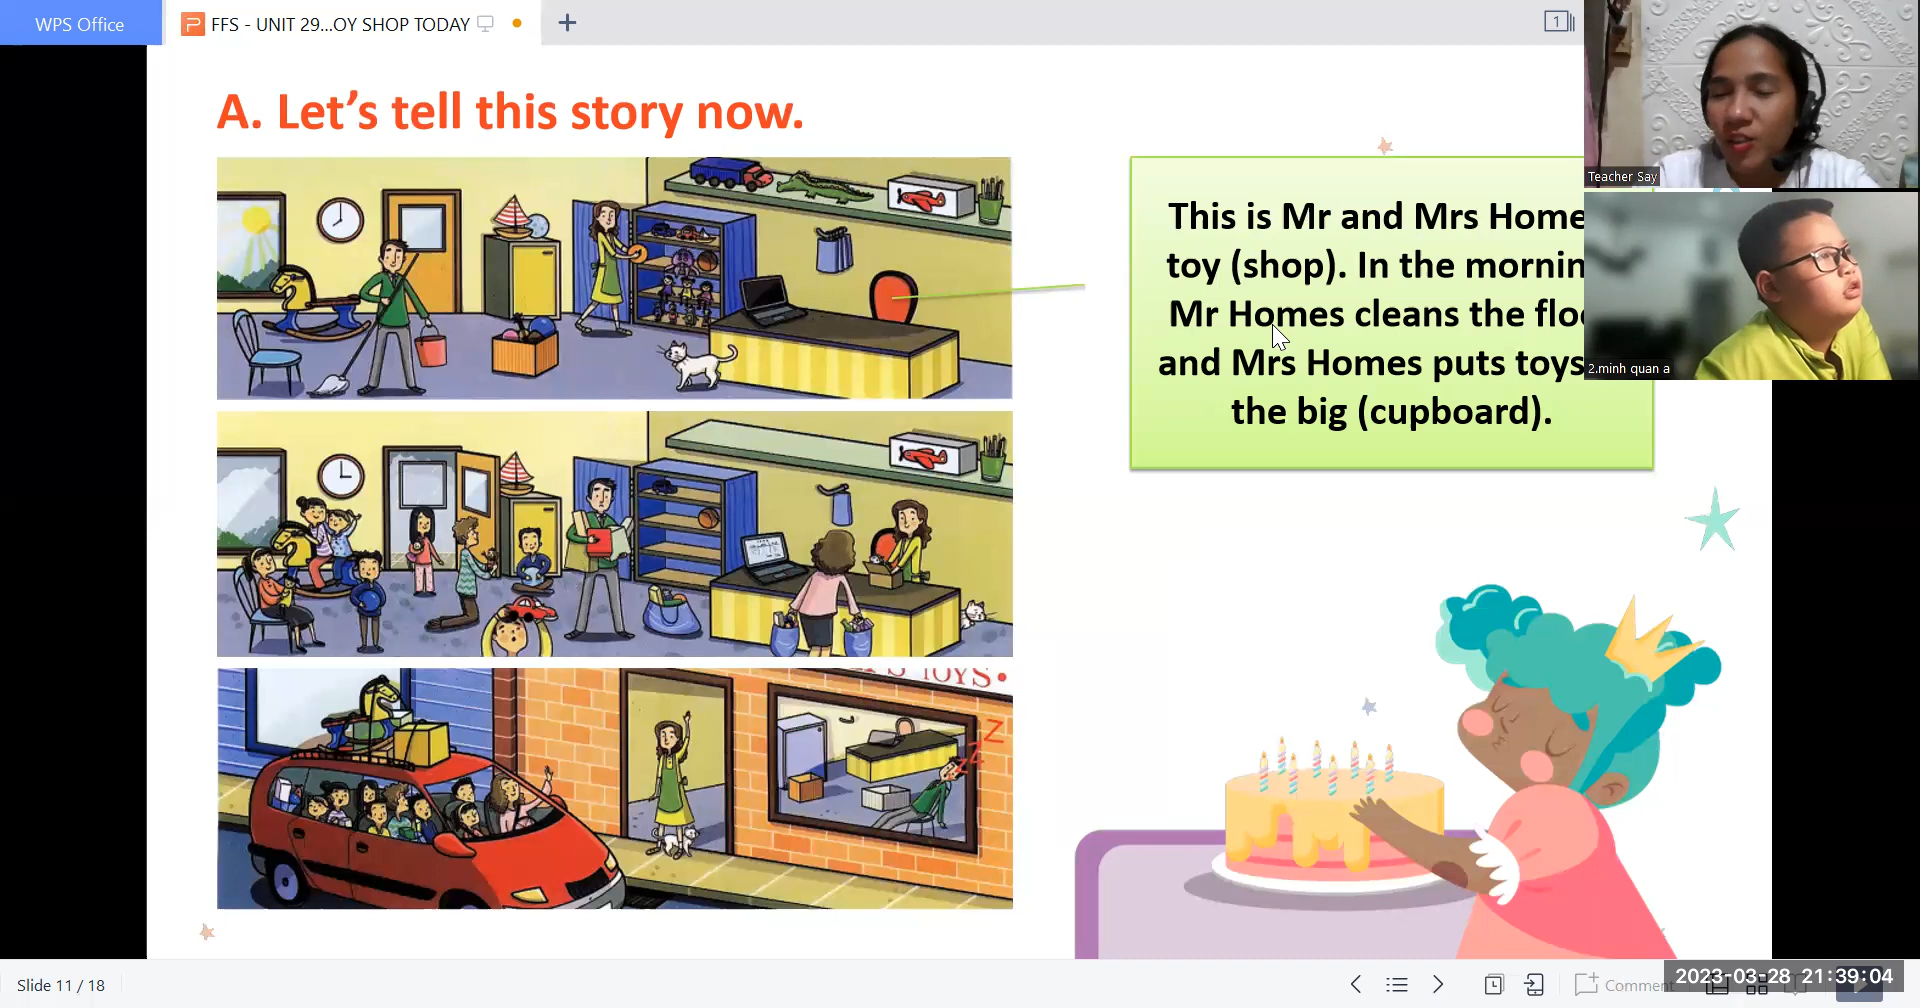 WPS Office
FFS - UNIT 29...OY SHOP TODAY
1
A. Let's tell this story now.
This is Mr and Mrs Home
toy (shop). In the mornin
Mr Homes cleans the floo
and Mrs Homes puts toys
the big (cupboard).
Teacher Say
2.minh quan a
TOYS
Z
Z
Z
Slide 11 / 18
Comment
2023-03-28 21:39:04